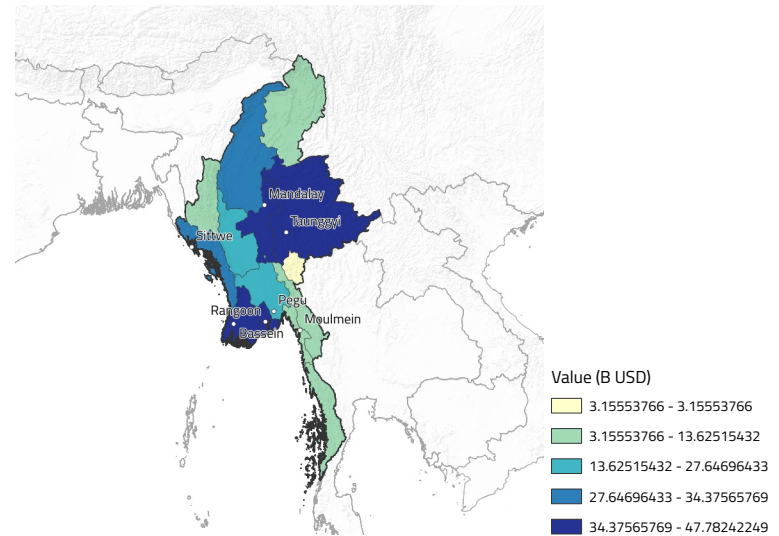 Mandalay
Taunggyi
Sittwe
Pegu
Rangoon
Moulmein
Bassein
Value (B USD)
3.15553766 - 3.15553766
3.15553766 - 13.62515432
13.62515432 - 27.64696433
27.64696433 - 34.37565769
34.37565769 - 47.78242249